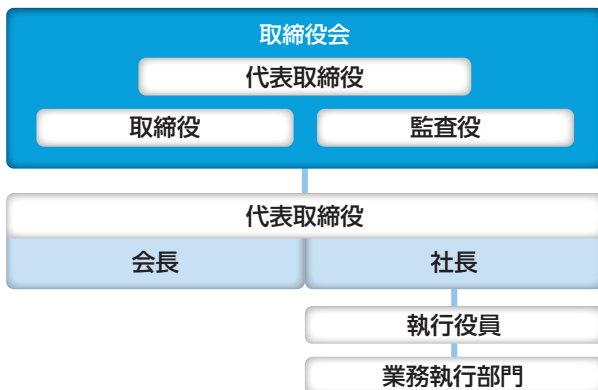 取締役会
代表取締役
取締役
監査役
代表取締役
会長
社長
執行役員
業務執行部門